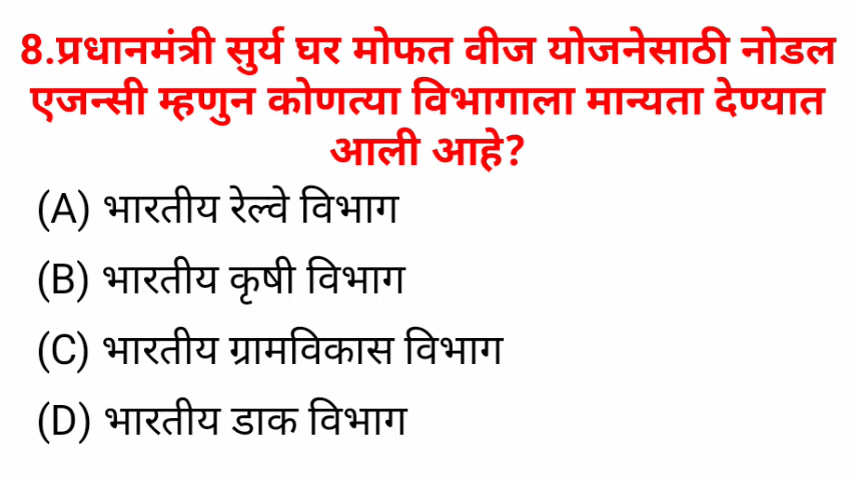 8.प्रधानमंत्री सुर्य घर मोफत वीज योजनेसाठी नोडल
एजन्सी म्हणुन कोणत्या विभागाला मान्यता देण्यात
आली आहे?
(A) भारतीय रेल्वे विभाग
(B) भारतीय कृषी विभाग
(C) भारतीय ग्रामविकास विभाग
(D) भारतीय डाक विभाग